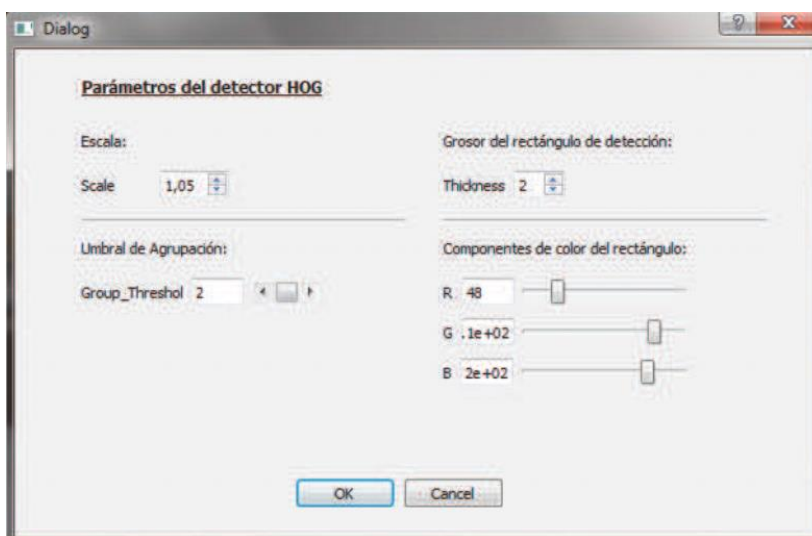 Dialog
Parámetros del detector HOG
Escala:
Scale 1,05
Umbral de Agrupación:
Group_Threshol 2
Grosor del rectángulo de detección:
Thickness 2
Componentes de color del rectángulo:
R 48
G .1e+02
B 2e+02
OK
Cancel